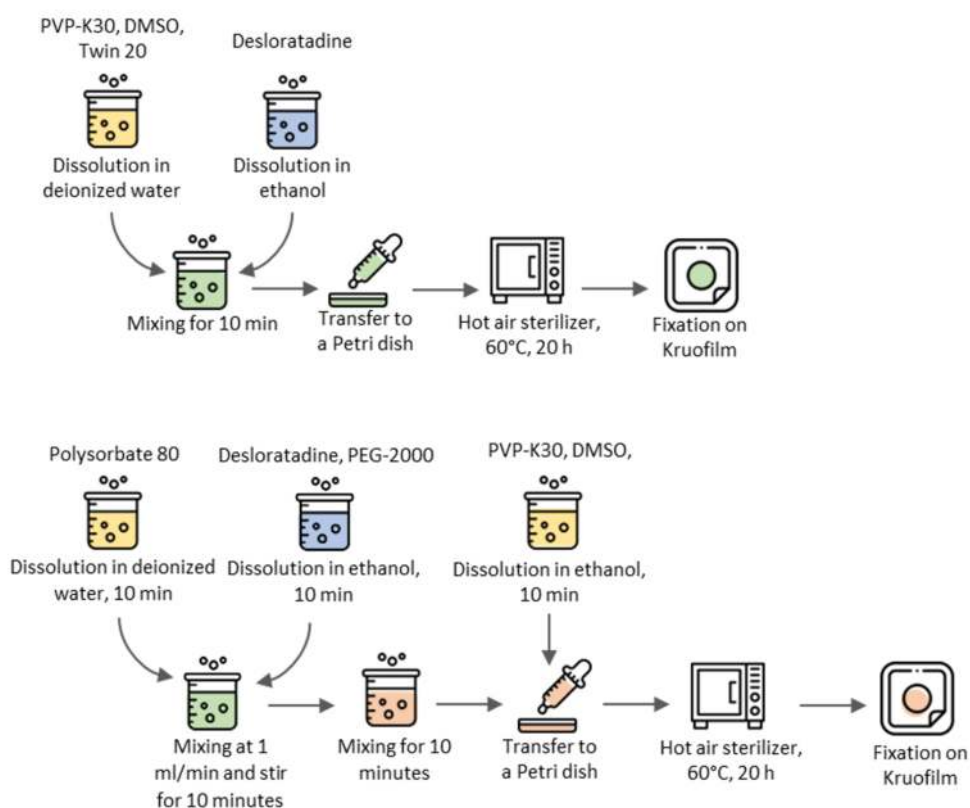 PVP-K30, DMSO,
Twin 20
Desloratadine
Dissolution in
deionized water
Dissolution in
ethanol
Mixing for 10 min
Transfer to
a Petri dish
Hot air sterilizer,
60°C, 20 h
Fixation on
Kruofilm
Polysorbate 80
Desloratadine, PEG-2000
PVP-K30, DMSO,
Dissolution in deionized
water, 10 min
Dissolution in ethanol,
10 min
Dissolution in ethanol,
10 min
Mixing at 1
ml/min and stir
for 10 minutes
Mixing for 10
minutes
Transfer to
a Petri dish
Hot air sterilizer,
60°C, 20 h
Fixation on
Kruofilm